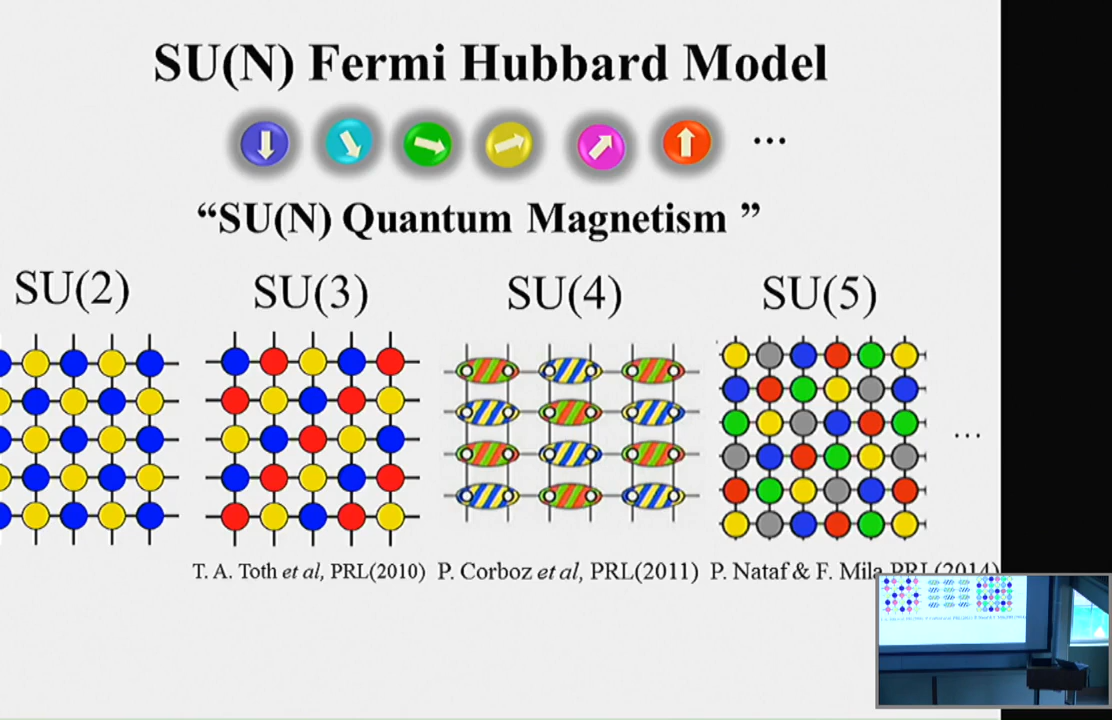 SU(N) Fermi Hubbard Model
...
“SU(N) Quantum Magnetism ”
SU(2) SU(3) SU(4) SU(5)
...
T. A. Toth et al, PRL(2010) P. Corboz et al, PRL(2011) P. Nataf & F. Mila PRL(2014)